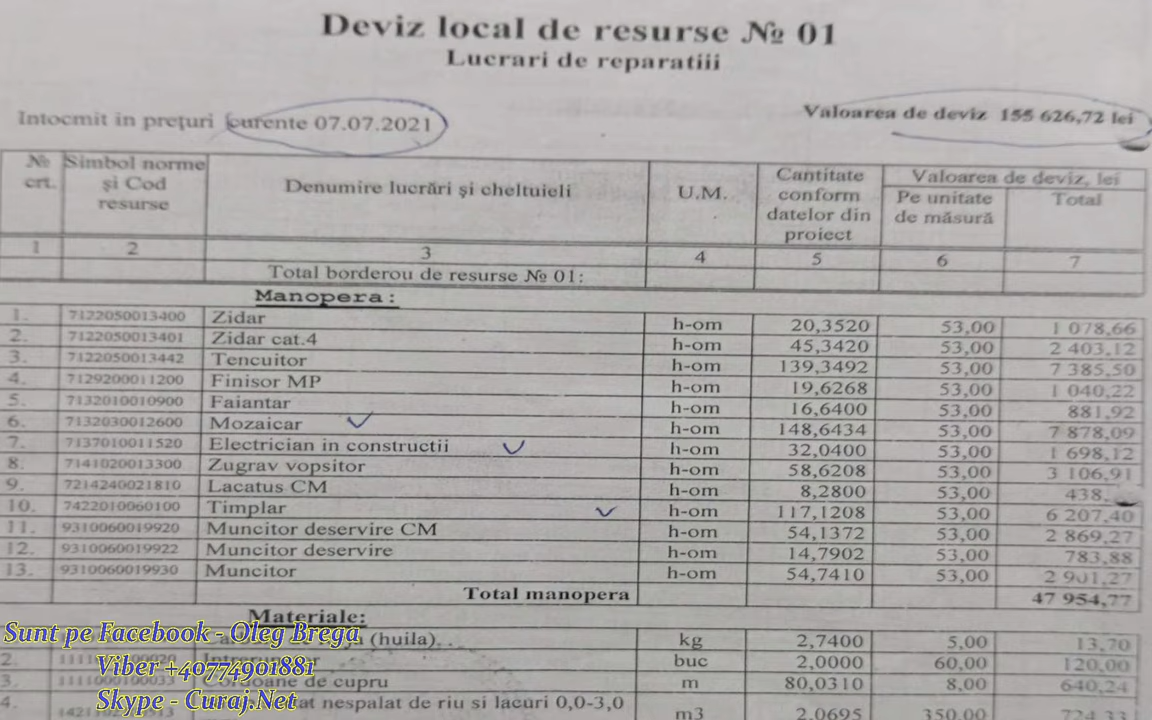 Deviz local de resurse № 01
Lucrari de reparatiii
Intocmit in prețuri curente 07.07.2021
Valoarea de deviz 155 626,72 lei
№ crt.
Simbol norme și Cod resurse
Denumire lucrări și cheltuieli
U.M.
Cantitate conform datelor din proiect
Valoarea de deviz, lei
Pe unitate de măsură
Total
1 2 3 4 5 6 7
Total borderou de resurse № 01:
Manopera:
1. 7122050013400 Zidar h-om 20,3520 53,00 1 078,66
2. 7122050013401 Zidar cat.4 h-om 45,3420 53,00 2 403,12
3. 7122050013442 Tencuitor h-om 139,3492 53,00 7 385,50
4. 7129200011200 Finisor MP h-om 19,6268 53,00 1 040,22
5. 7132010010900 Faiantar h-om 16,6400 53,00 881,92
6. 7132030012600 Mozaicar h-om 148,6434 53,00 7 878,09
7. 7137010011520 Electrician in constructii h-om 32,0400 53,00 1 698,12
8. 7141020013300 Zugrav vopsitor h-om 58,6208 53,00 3 106,91
9. 7214240021810 Lacatus CM h-om 8,2800 53,00 438,
10. 7422010060100 Timplar h-om 117,1208 53,00 6 207,40
11. 9310060019920 Muncitor deservire CM h-om 54,1372 53,00 2 869,27
12. 9310060019922 Muncitor deservire h-om 14,7902 53,00 783,88
13. 9310060019930 Muncitor h-om 54,7410 53,00 2 901,27
Total manopera 47 954,77
Materiale:
(huila). kg 2,7400 5,00 13,70
2. buc 2,0000 60,00 120,00
3. de cupru m 80,0310 8,00 640,24
4. nespalat de riu si lacuri 0,0-3,0
m3 2,0695 350,00 724,33
Sunt pe Facebook - Oleg Brega
Viber +40774901881
Skype - Curaj.Net